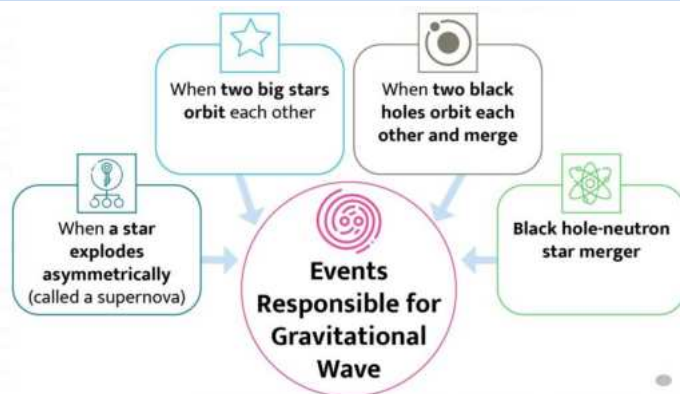 When two big stars
orbit each other
When two black
holes orbit each
other and merge
When a star
explodes
asymmetrically
(called a supernova)
Black hole-neutron
star merger
Events
Responsible for
Gravitational
Wave